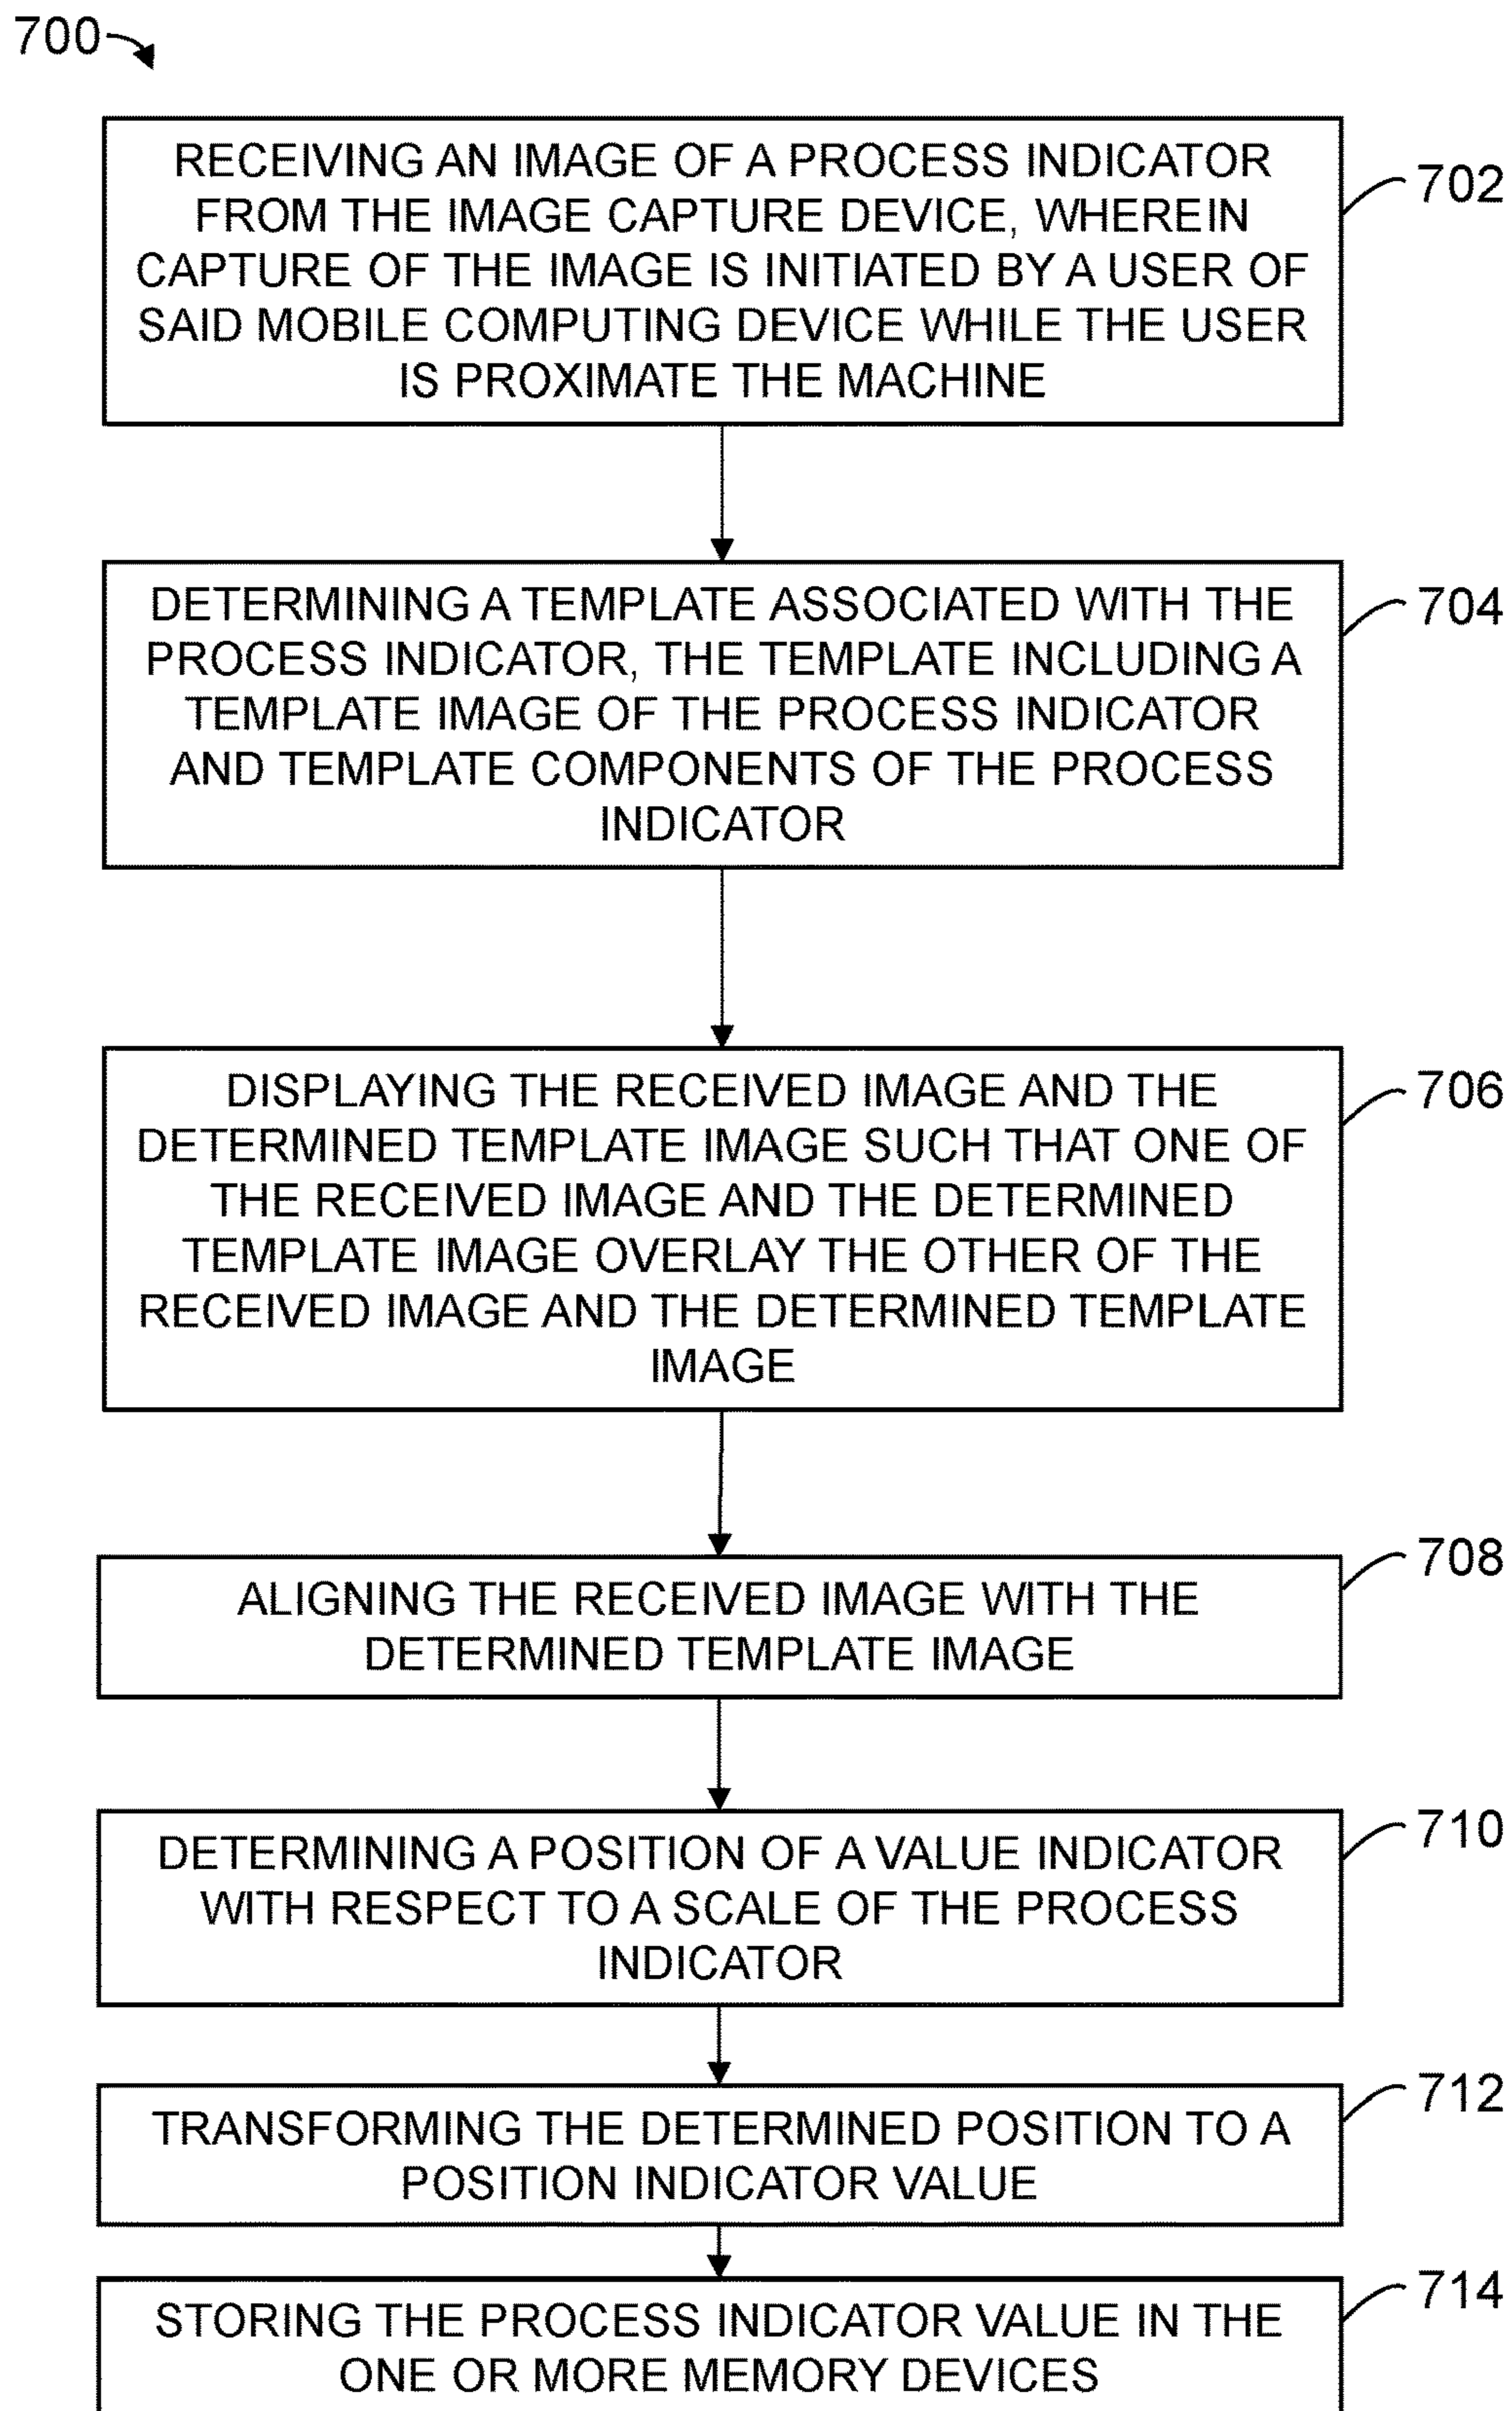 700
RECEIVING AN IMAGE OF A PROCESS INDICATOR
FROM THE IMAGE CAPTURE DEVICE, WHEREIN
CAPTURE OF THE IMAGE IS INITIATED BY A USER OF
SAID MOBILE COMPUTING DEVICE WHILE THE USER
IS PROXIMATE THE MACHINE
702
DETERMINING A TEMPLATE ASSOCIATED WITH THE
PROCESS INDICATOR, THE TEMPLATE INCLUDING A
TEMPLATE IMAGE OF THE PROCESS INDICATOR
AND TEMPLATE COMPONENTS OF THE PROCESS
INDICATOR
704
DISPLAYING THE RECEIVED IMAGE AND THE
DETERMINED TEMPLATE IMAGE SUCH THAT ONE OF
THE RECEIVED IMAGE AND THE DETERMINED
TEMPLATE IMAGE OVERLAY THE OTHER OF THE
RECEIVED IMAGE AND THE DETERMINED TEMPLATE
IMAGE
706
ALIGNING THE RECEIVED IMAGE WITH THE
DETERMINED TEMPLATE IMAGE
708
DETERMINING A POSITION OF A VALUE INDICATOR
WITH RESPECT TO A SCALE OF THE PROCESS
INDICATOR
710
TRANSFORMING THE DETERMINED POSITION TO A
POSITION INDICATOR VALUE
712
STORING THE PROCESS INDICATOR VALUE IN THE
ONE OR MORE MEMORY DEVICES
714